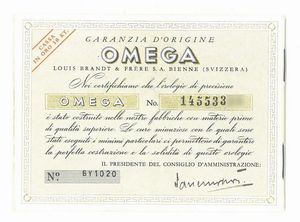 CASSA
IN ORO 18 KT.
GARANZIA D'ORIGINE
OMEGA
LOUIS BRANDT & FRÈRE S.A. BIENNE (SVIZZERA)
Noi certifichiamo che l'orologio di precisione
OMEGA No. 145533
è stato costruito nelle nostre fabbriche con materie prime
di qualità superiore. Le cure minuziose con le quali sono
stati eseguiti i minimi particolari ci permettono di garantire
la perfetta costruzione e la solidità di questo orologio
IL PRESIDENTE DEL CONSIGLIO D'AMMINISTRAZIONE:
Nº 6Y1020